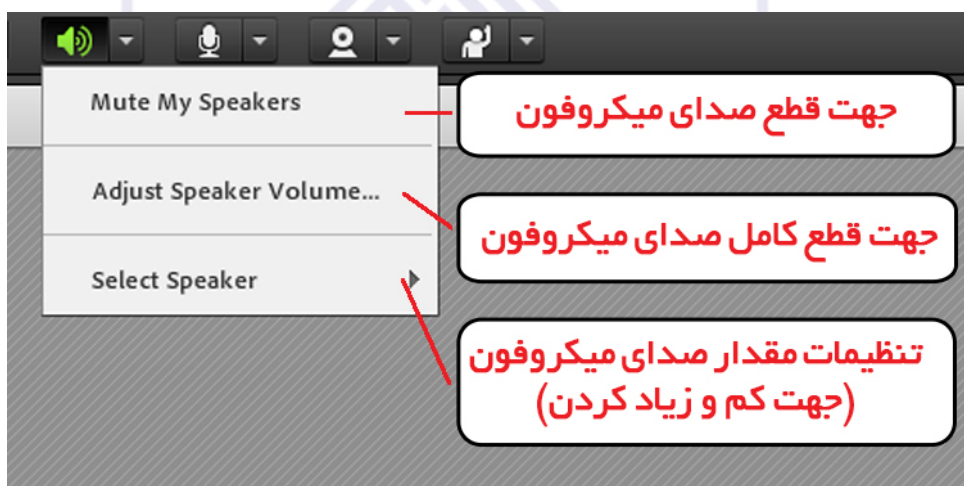 Mute My Speakers
جهت قطع صدای میکروفون
Adjust Speaker Volume...
جهت قطع کامل صدای میکروفون
Select Speaker
تنظیمات مقدار صدای میکروفون
(جهت کم و زیاد کردن)